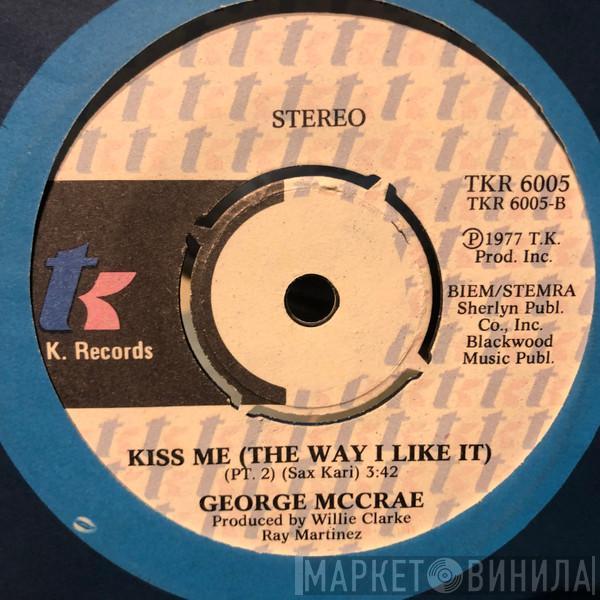 STEREO
TKR 6005
TKR 6005-B
℗1977 T.K.
Prod. Inc.
BIEM/STEMRA
Sherlyn Publ.
Co., Inc.
Blackwood
Music Publ.
tk
K. Records
KISS ME (THE WAY I LIKE IT)
(PT. 2) (Sax Kari) 3:42
GEORGE MCCRAE
Produced by Willie Clarke
Ray Martinez
МАРКЕТ ВИНИЛА